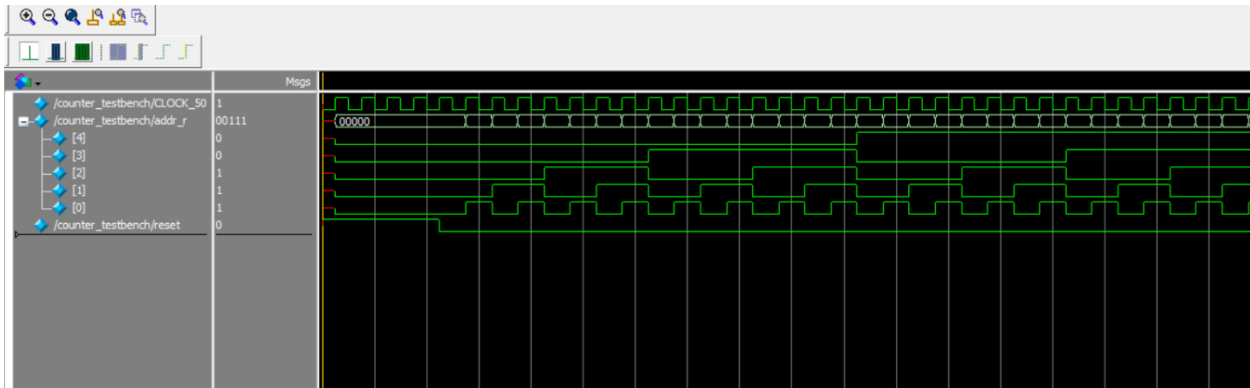 Msgs
/counter_testbench/CLOCK_50 1
/counter_testbench/addr_r 00111 00000
[4] 0
[3] 0
[2] 1
[1] 1
[0] 1
/counter_testbench/reset 0